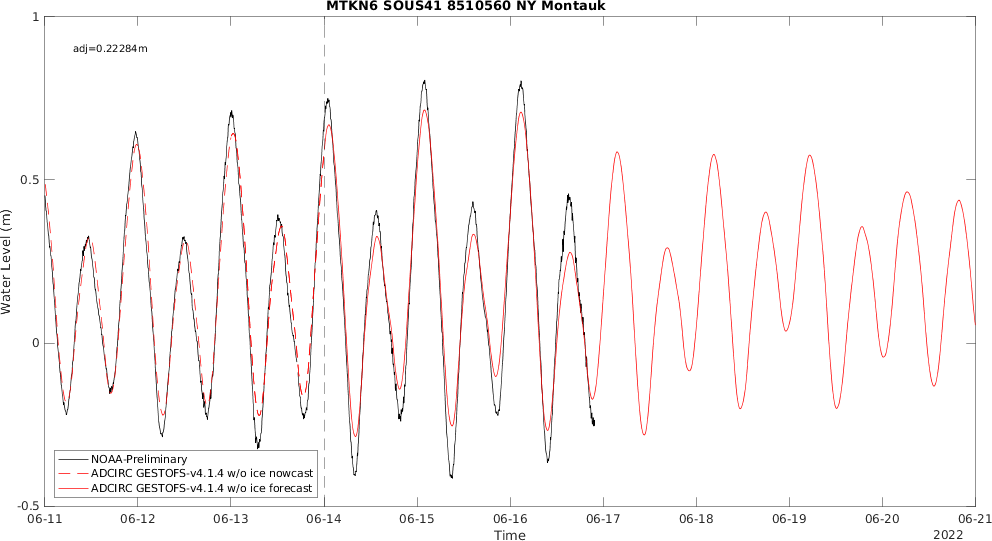 MTKN6 SOUS41 8510560 NY Montauk
adj=0.22284m
1
0.5
0
-0.5
Water Level (m)
NOAA-Preliminary
ADCIRC GESTOFS-v4.1.4 w/o ice nowcast
ADCIRC GESTOFS-v4.1.4 w/o ice forecast
06-11 06-12 06-13 06-14 06-15 06-16 06-17 06-18 06-19 06-20 06-21
Time
2022